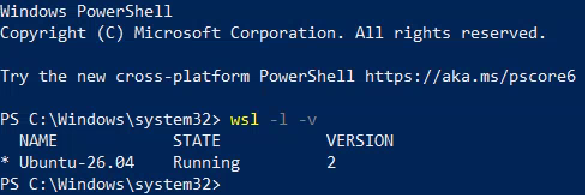 Windows PowerShell
Copyright (C) Microsoft Corporation. All rights reserved.
Try the new cross-platform PowerShell https://aka.ms/pscore6
PS C:\Windows\system32> wsl -l -v
NAME STATE VERSION
* Ubuntu-26.04 Running 2
PS C:\Windows\system32>